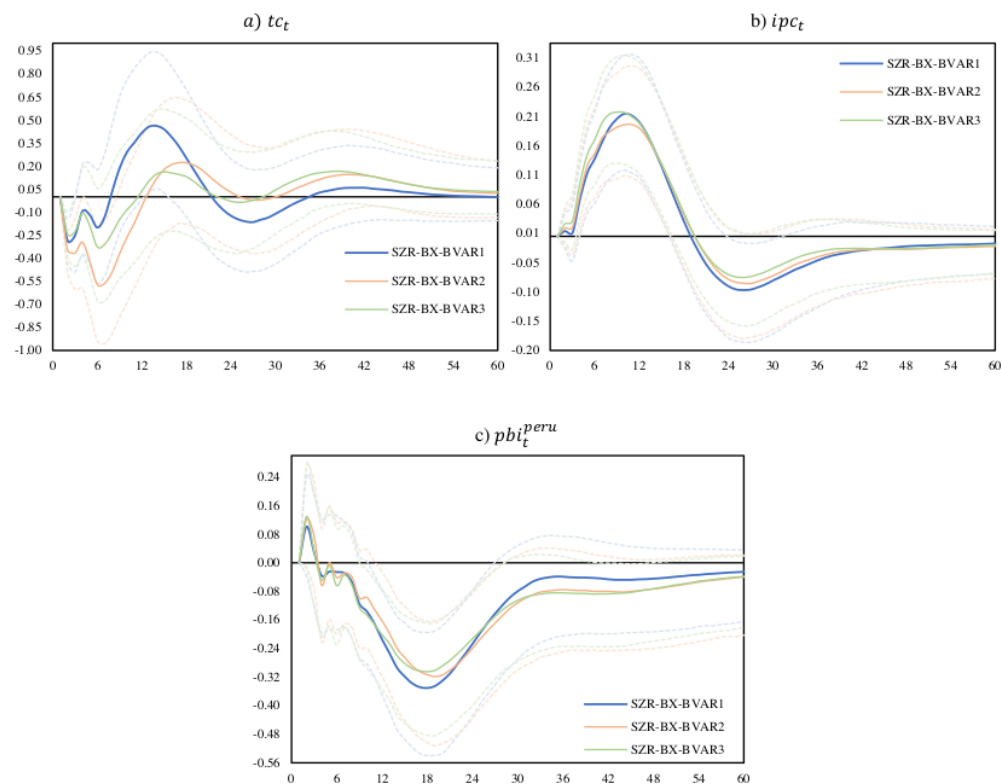 a) tc_t
0.95
0.80
0.65
0.50
0.35
0.20
0.05
-0.10
-0.25
-0.40
-0.55
-0.70
-0.85
-1.00
SZR-BX-BVAR1
SZR-BX-BVAR2
SZR-BX-BVAR3
0 6 12 18 24 30 36 42 48 54 60
b) ipc_t
0.31
0.26
0.21
0.16
0.11
0.06
0.01
-0.05
-0.10
-0.15
-0.20
SZR-BX-BVAR1
SZR-BX-BVAR2
SZR-BX-BVAR3
0 6 12 18 24 30 36 42 48 54 60
c) pbi_t^peru
0.24
0.16
0.08
0.00
-0.08
-0.16
-0.24
-0.32
-0.40
-0.48
-0.56
SZR-BX-BVAR1
SZR-BX-BVAR2
SZR-BX-BVAR3
0 6 12 18 24 30 36 42 48 54 60